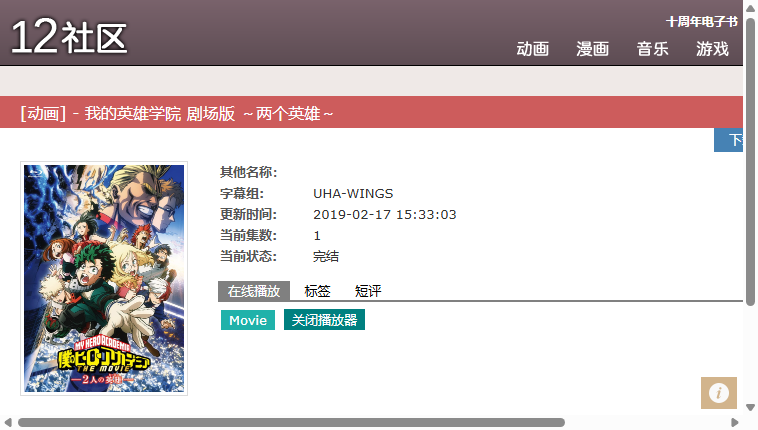 十周年电子书
12社区
动画 漫画 音乐 游戏
[动画] - 我的英雄学院 剧场版 ～两个英雄～
其他名称:
字幕组: UHA-WINGS
更新时间: 2019-02-17 15:33:03
当前集数: 1
当前状态: 完结
在线播放 标签 短评
Movie 关闭播放器
MY HERO ACADEMIA
僕のヒーローアカデミア
THE MOVIE
―2人の英雄―